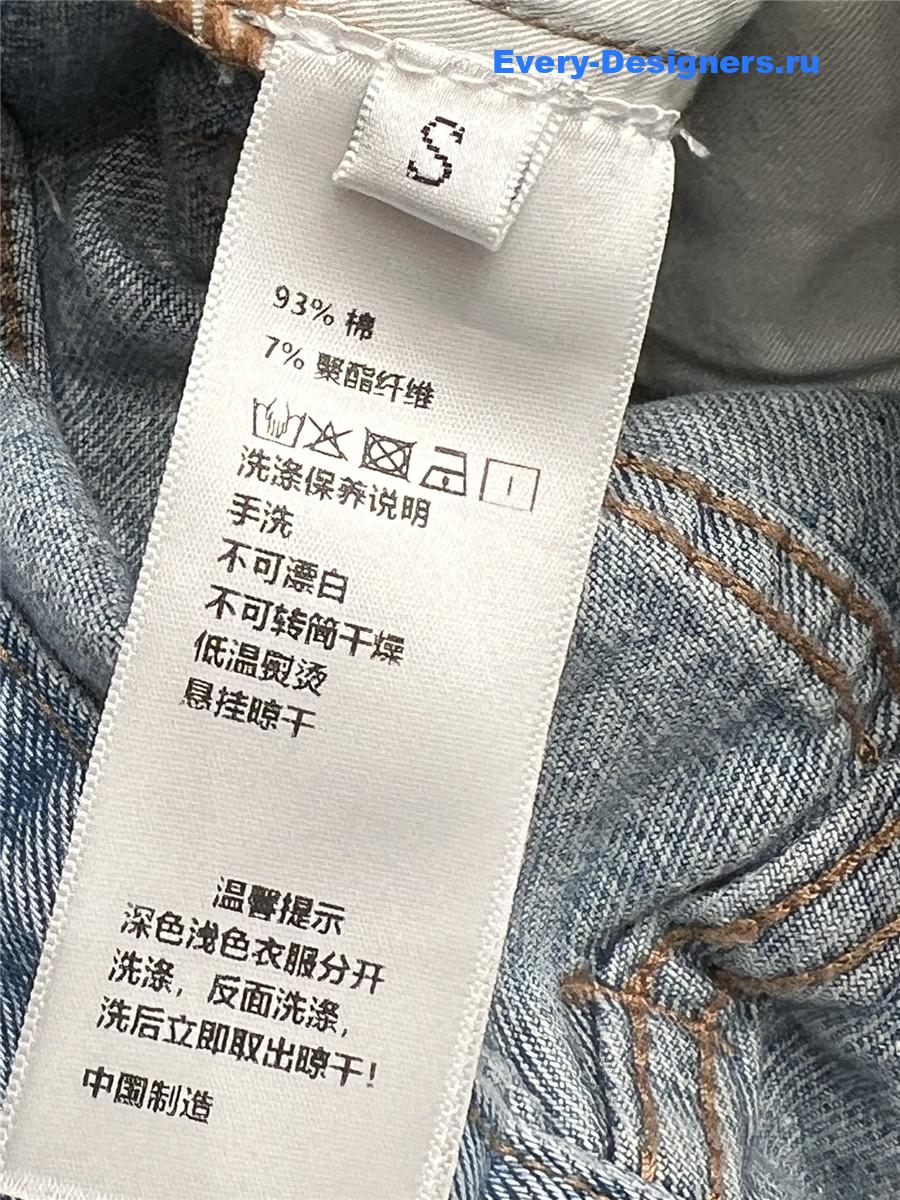 Every-Designers.ru
S
93% 棉
7% 聚酯纤维
洗涤保养说明
手洗
不可漂白
不可转简干燥
低温熨烫
悬挂晾干
温馨提示
深色浅色衣服分开
洗涤，反面洗涤，
洗后立即取出晾干!
中国制造